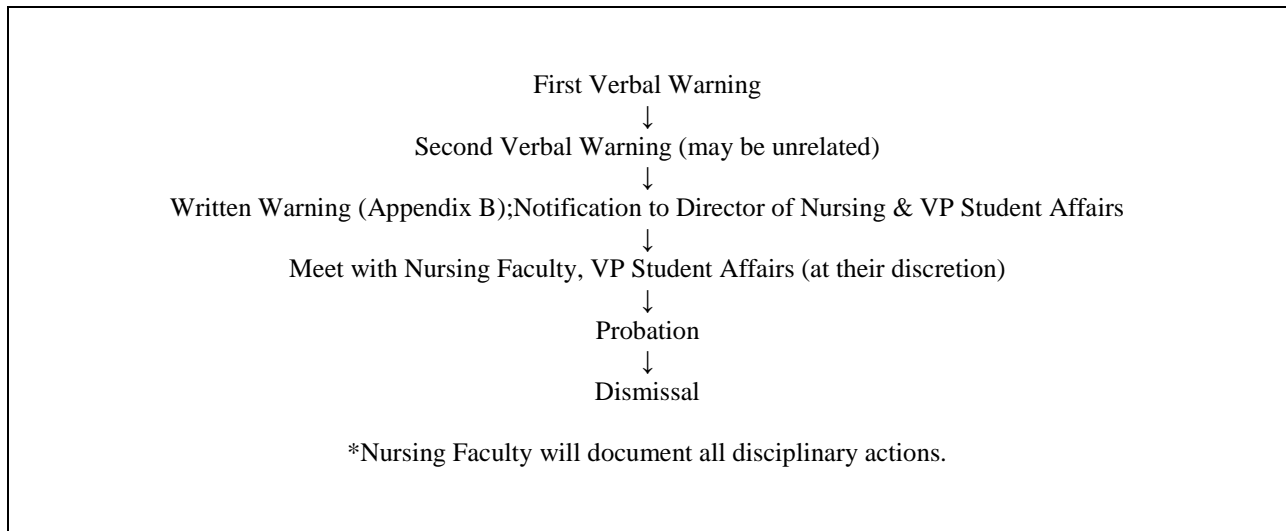 First Verbal Warning
↓
Second Verbal Warning (may be unrelated)
↓
Written Warning (Appendix B);Notification to Director of Nursing & VP Student Affairs
↓
Meet with Nursing Faculty, VP Student Affairs (at their discretion)
↓
Probation
↓
Dismissal
*Nursing Faculty will document all disciplinary actions.